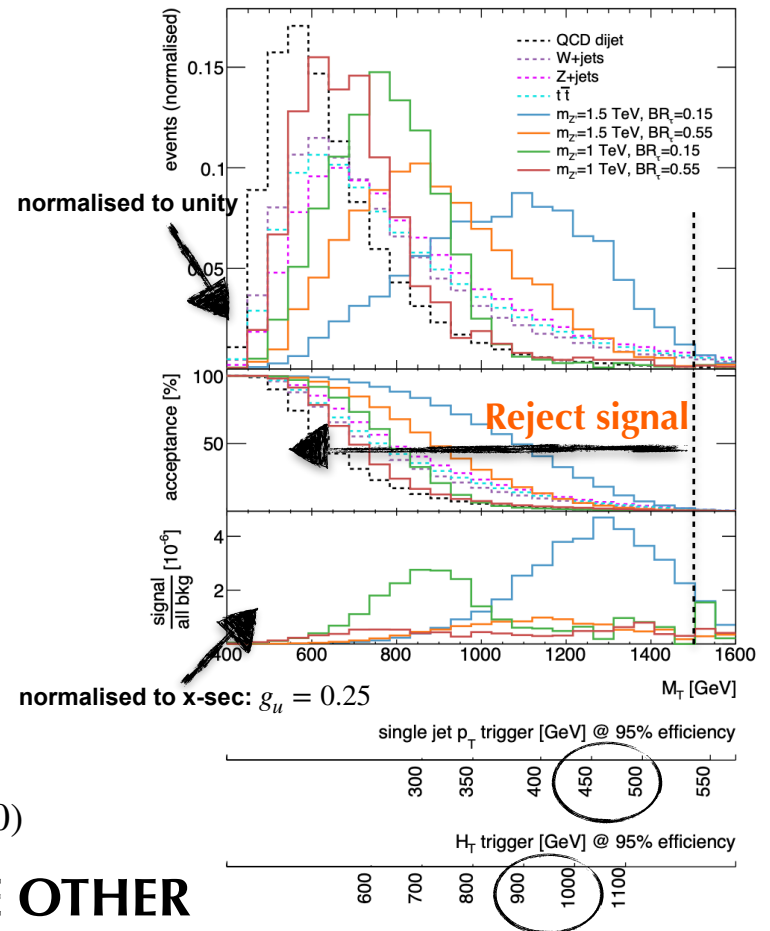 events (normalised)
0.15
0.1
0.05
QCD dijet
W+jets
Z+jets
tt̅
m_Z'=1.5 TeV, BR_τ=0.15
m_Z'=1.5 TeV, BR_τ=0.55
m_Z'=1 TeV, BR_τ=0.15
m_Z'=1 TeV, BR_τ=0.55
normalised to unity
acceptance [%]
100
50
Reject signal
signal
all bkg
[10⁻⁶]
4
2
400 600 800 1000 1200 1400 1600
M_T [GeV]
normalised to x-sec: g_u = 0.25
single jet p_T trigger [GeV] @ 95% efficiency
300 350 400 450 500 550
0)
H_T trigger [GeV] @ 95% efficiency
600 700 800 900 1000 1100
OTHER